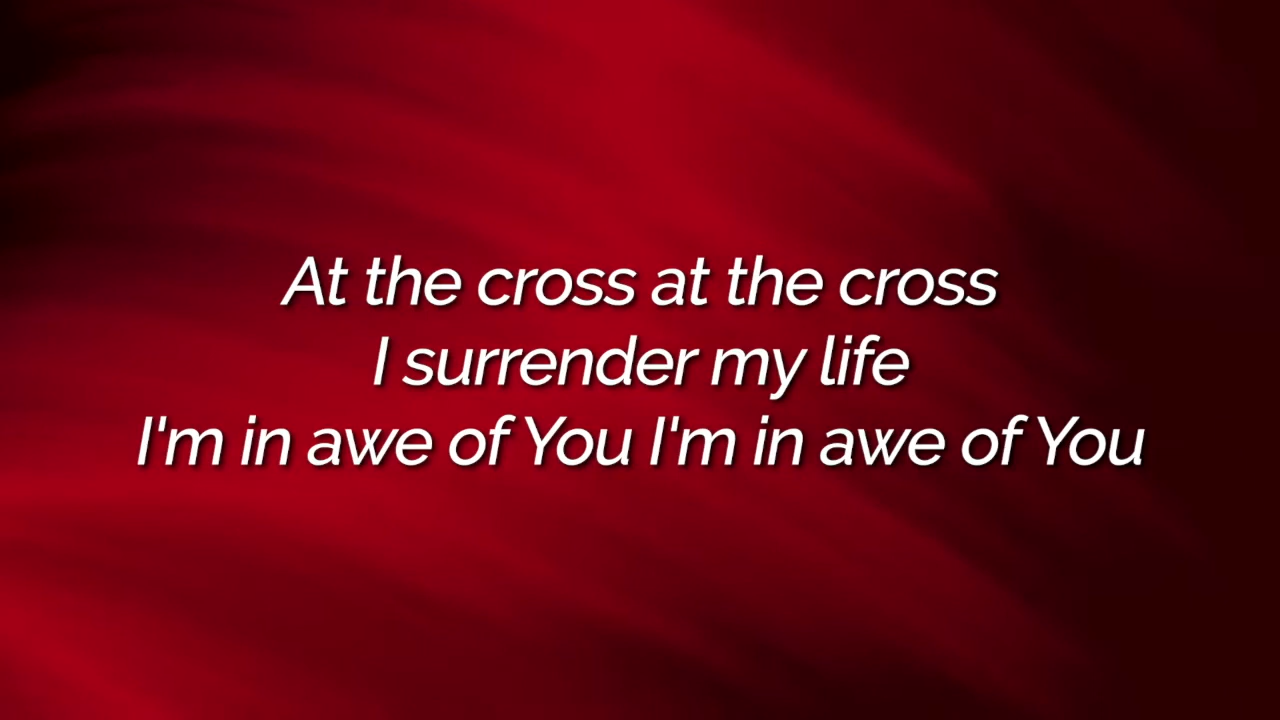 At the cross at the cross
I surrender my life
I'm in awe of You I'm in awe of You